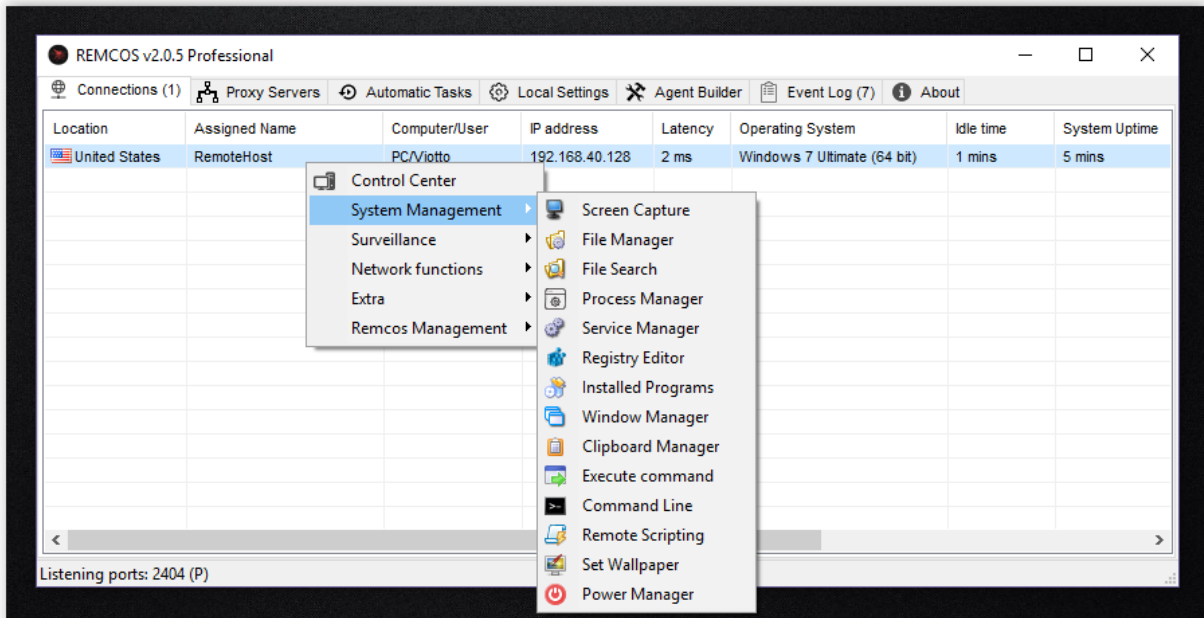 REMCOS v2.0.5 Professional
Connections (1) Proxy Servers Automatic Tasks Local Settings Agent Builder Event Log (7) About
Location Assigned Name Computer/User IP address Latency Operating System Idle time System Uptime
United States RemoteHost PC/Viotto 192.168.40.128 2 ms Windows 7 Ultimate (64 bit) 1 mins 5 mins
Control Center
System Management
Surveillance
Network functions
Extra
Remcos Management
Screen Capture
File Manager
File Search
Process Manager
Service Manager
Registry Editor
Installed Programs
Window Manager
Clipboard Manager
Execute command
Command Line
Remote Scripting
Set Wallpaper
Power Manager
Listening ports: 2404 (P)